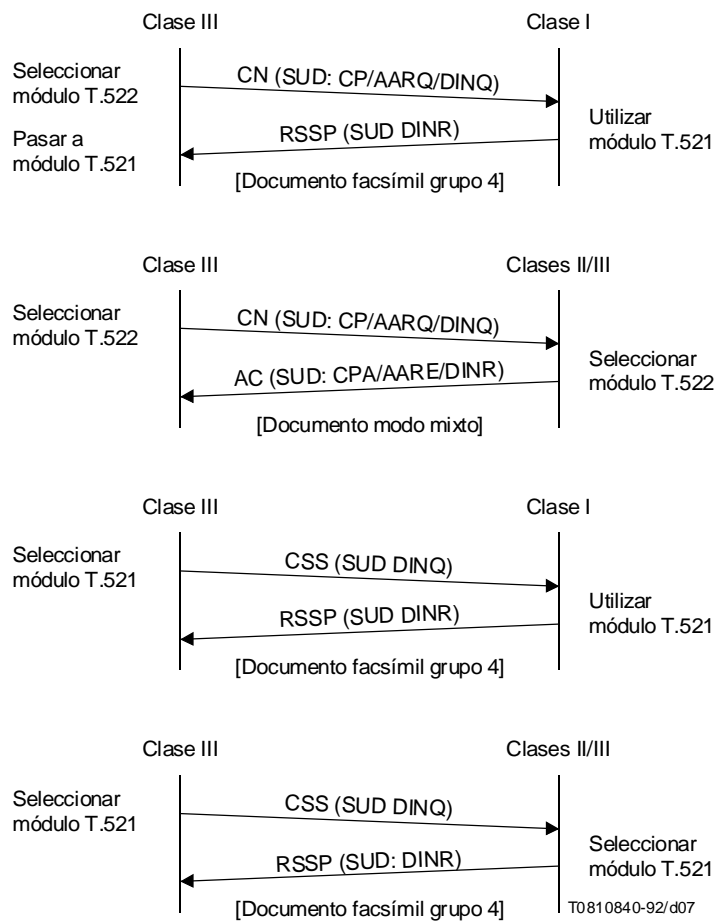 Clase III
Clase I
Seleccionar
módulo T.522
CN (SUD: CP/AARQ/DINQ)
Utilizar
módulo T.521
Pasar a
módulo T.521
RSSP (SUD DINR)
[Documento facsímil grupo 4]
Clase III
Clases II/III
Seleccionar
módulo T.522
CN (SUD: CP/AARQ/DINQ)
Seleccionar
módulo T.522
AC (SUD: CPA/AARE/DINR)
[Documento modo mixto]
Clase III
Clase I
Seleccionar
módulo T.521
CSS (SUD DINQ)
Utilizar
módulo T.521
RSSP (SUD DINR)
[Documento facsímil grupo 4]
Clase III
Clases II/III
Seleccionar
módulo T.521
CSS (SUD DINQ)
Seleccionar
módulo T.521
RSSP (SUD: DINR)
[Documento facsímil grupo 4]
T0810840-92/d07